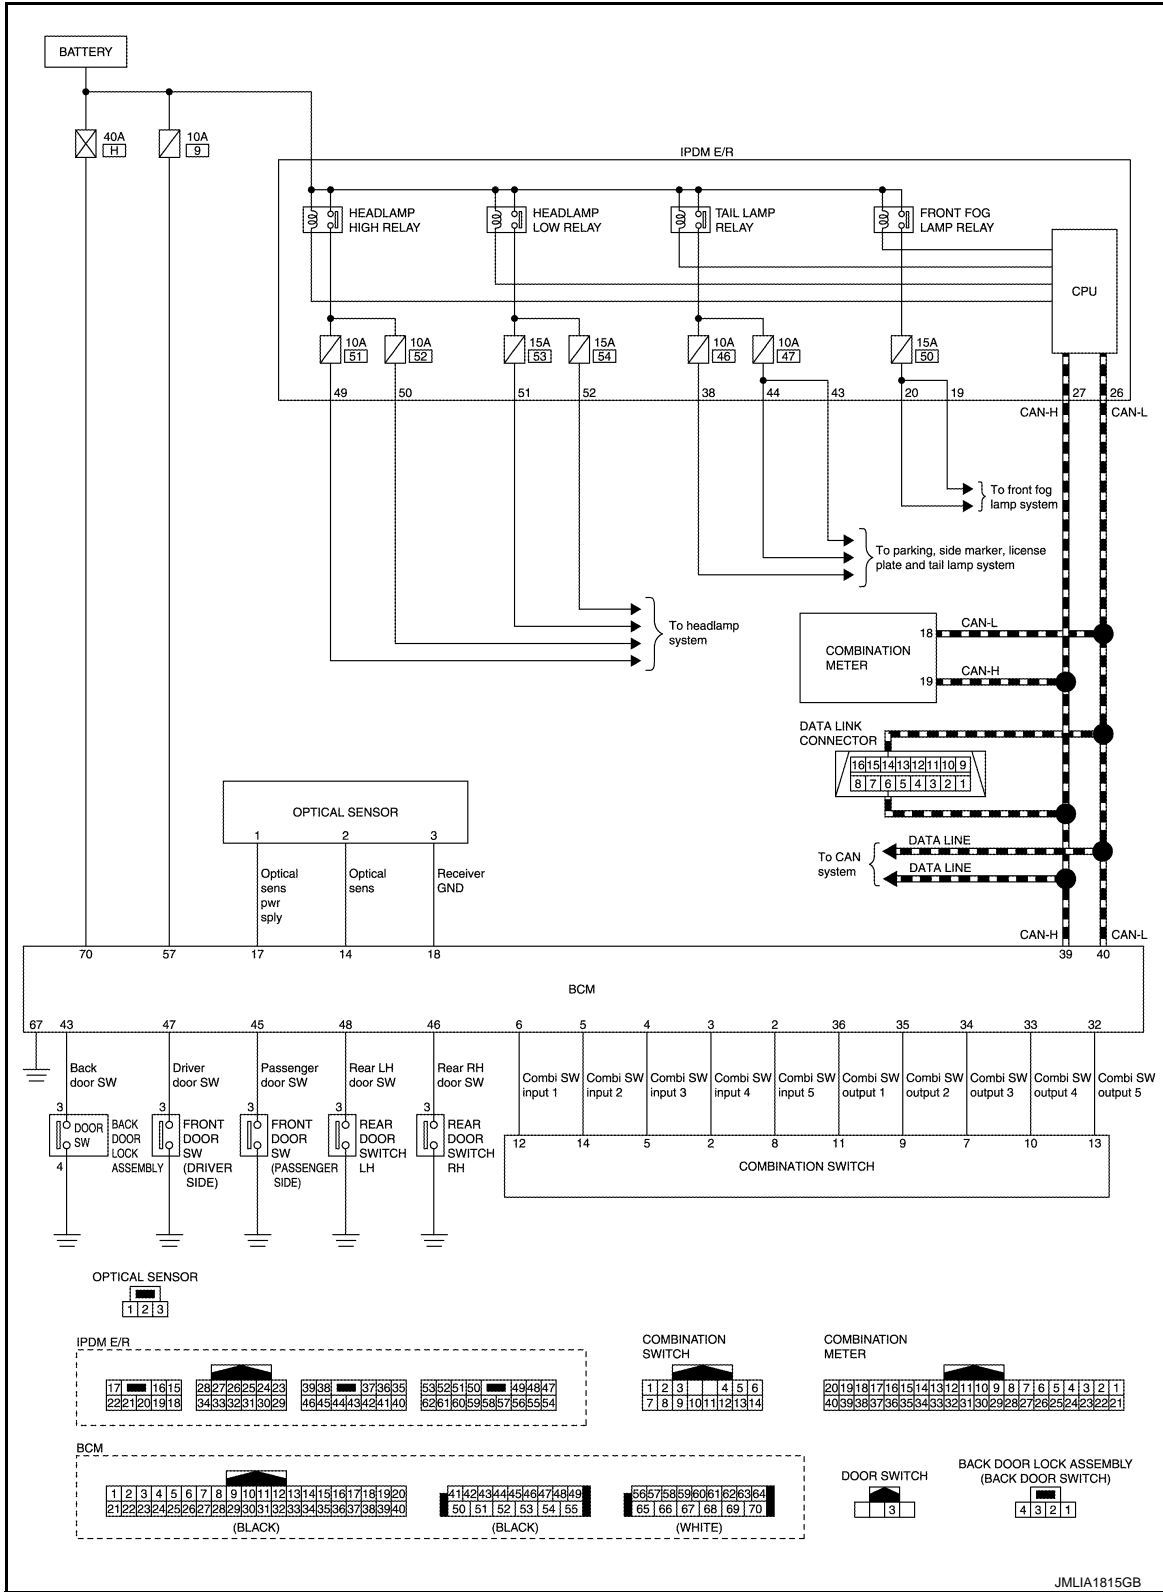 BATTERY
40A
H
10A
9
IPDM E/R
HEADLAMP
HIGH RELAY
HEADLAMP
LOW RELAY
TAIL LAMP
RELAY
FRONT FOG
LAMP RELAY
CPU
10A
51
10A
52
15A
53
15A
54
10A
46
10A
47
15A
50
49 50 51 52 38 44 43 20 19 27 26
CAN-H CAN-L
To front fog
lamp system
To parking, side marker, license
plate and tail lamp system
To headlamp
system
COMBINATION
METER
18 CAN-L
19 CAN-H
DATA LINK
CONNECTOR
16 15 14 13 12 11 10 9
8 7 6 5 4 3 2 1
OPTICAL SENSOR
1 2 3
Optical
sens
pwr
sply
Optical
sens
Receiver
GND
To CAN
system
DATA LINE
DATA LINE
CAN-H CAN-L
70 57 17 14 18 39 40
BCM
67 43 47 45 48 46 6 5 4 3 2 36 35 34 33 32
Back
door SW
Driver
door SW
Passenger
door SW
Rear LH
door SW
Rear RH
door SW
Combi SW
input 1
Combi SW
input 2
Combi SW
input 3
Combi SW
input 4
Combi SW
input 5
Combi SW
output 1
Combi SW
output 2
Combi SW
output 3
Combi SW
output 4
Combi SW
output 5
3 3 3 3 3
DOOR
SW
4
BACK
DOOR
LOCK
ASSEMBLY
FRONT
DOOR
SW
(DRIVER
SIDE)
FRONT
DOOR
SW
(PASSENGER
SIDE)
REAR
DOOR
SWITCH
LH
REAR
DOOR
SWITCH
RH
12 14 5 2 8 11 9 7 10 13
COMBINATION SWITCH
OPTICAL SENSOR
1 2 3
IPDM E/R
17 16 15
22 21 20 19 18
28 27 26 25 24 23
34 33 32 31 30 29
39 38 37 36 35
46 45 44 43 42 41 40
53 52 51 50 49 48 47
62 61 60 59 58 57 56 55 54
COMBINATION
SWITCH
1 2 3 4 5 6
7 8 9 10 11 12 13 14
COMBINATION
METER
20 19 18 17 16 15 14 13 12 11 10 9 8 7 6 5 4 3 2 1
40 39 38 37 36 35 34 33 32 31 30 29 28 27 26 25 24 23 22 21
BCM
1 2 3 4 5 6 7 8 9 10 11 12 13 14 15 16 17 18 19 20
21 22 23 24 25 26 27 28 29 30 31 32 33 34 35 36 37 38 39 40
(BLACK)
41 42 43 44 45 46 47 48 49
50 51 52 53 54 55
(BLACK)
56 57 58 59 60 61 62 63 64
65 66 67 68 69 70
(WHITE)
DOOR SWITCH
3
BACK DOOR LOCK ASSEMBLY
(BACK DOOR SWITCH)
4 3 2 1
JMLIA1815GB